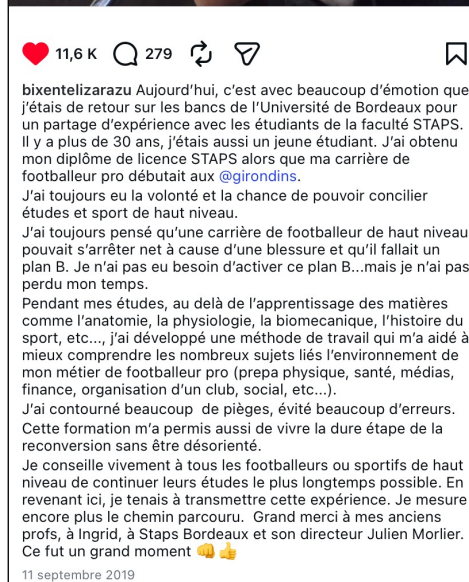 11,6 K 279
bixentelizarazu Aujourd'hui, c'est avec beaucoup d'émotion que
j'étais de retour sur les bancs de l'Université de Bordeaux pour
un partage d'expérience avec les étudiants de la faculté STAPS.
Il y a plus de 30 ans, j'étais aussi un jeune étudiant. J'ai obtenu
mon diplôme de licence STAPS alors que ma carrière de
footballeur pro débutait aux @girondins.
J'ai toujours eu la volonté et la chance de pouvoir concilier
études et sport de haut niveau.
J'ai toujours pensé qu'une carrière de footballeur de haut niveau
pouvait s'arrêter net à cause d'une blessure et qu'il fallait un
plan B. Je n'ai pas eu besoin d'activer ce plan B...mais je n'ai pas
perdu mon temps.
Pendant mes études, au delà de l'apprentissage des matières
comme l'anatomie, la physiologie, la biomecanique, l'histoire du
sport, etc..., j'ai développé une méthode de travail qui m'a aidé à
mieux comprendre les nombreux sujets liés l'environnement de
mon métier de footballeur pro (prepa physique, santé, médias,
finance, organisation d'un club, social, etc...).
J'ai contourné beaucoup  de pièges, évité beaucoup d'erreurs.
Cette formation m'a permis aussi de vivre la dure étape de la
reconversion sans être désorienté.
Je conseille vivement à tous les footballeurs ou sportifs de haut
niveau de continuer leurs études le plus longtemps possible. En
revenant ici, je tenais à transmettre cette expérience. Je mesure
encore plus le chemin parcouru.  Grand merci à mes anciens
profs, à Ingrid, à Staps Bordeaux et son directeur Julien Morlier.
Ce fut un grand moment 👊👍
11 septembre 2019